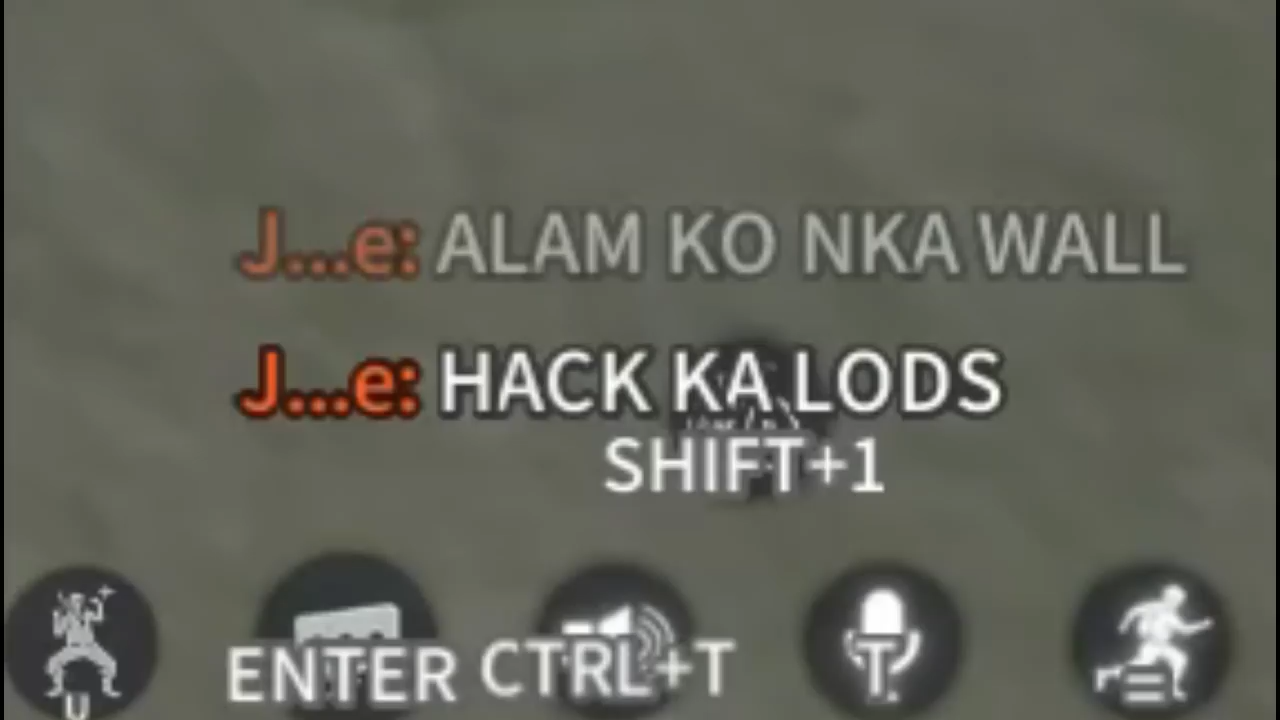 J...e: ALAM KO NKA WALL
J...e: HACK KA LODS
SHIFT+1
ENTER CTRL+T T
U